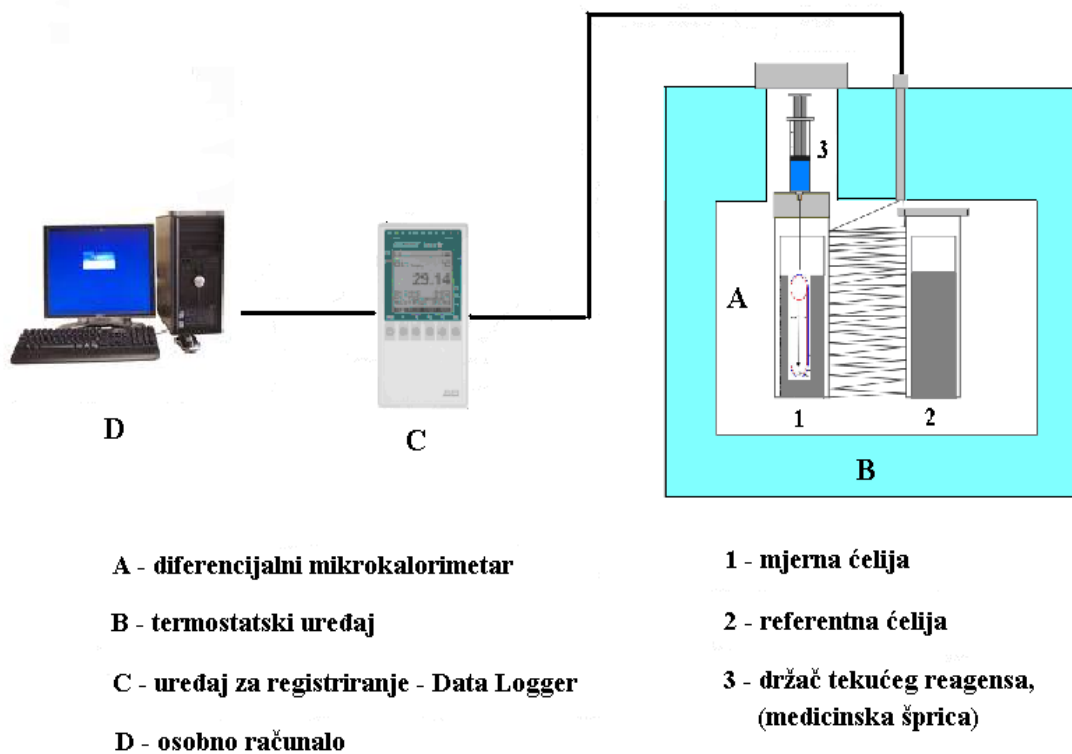 3
29.14
A
1
2
B
C
D
A - diferencijalni mikrokalorimetar
B - termostatski uređaj
C - uređaj za registriranje - Data Logger
D - osobno računalo
1 - mjerna ćelija
2 - referentna ćelija
3 - držač tekućeg reagensa,
(medicinska šprica)